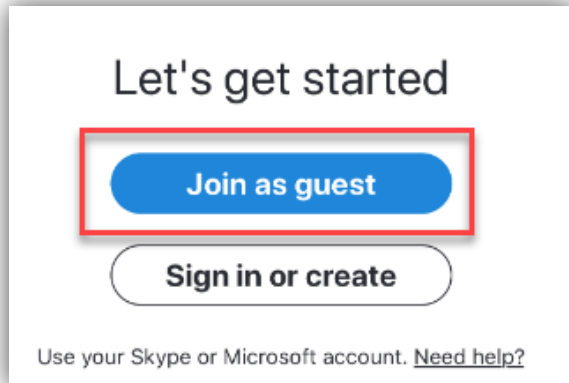 Let's get started
Join as guest
Sign in or create
Use your Skype or Microsoft account. Need help?